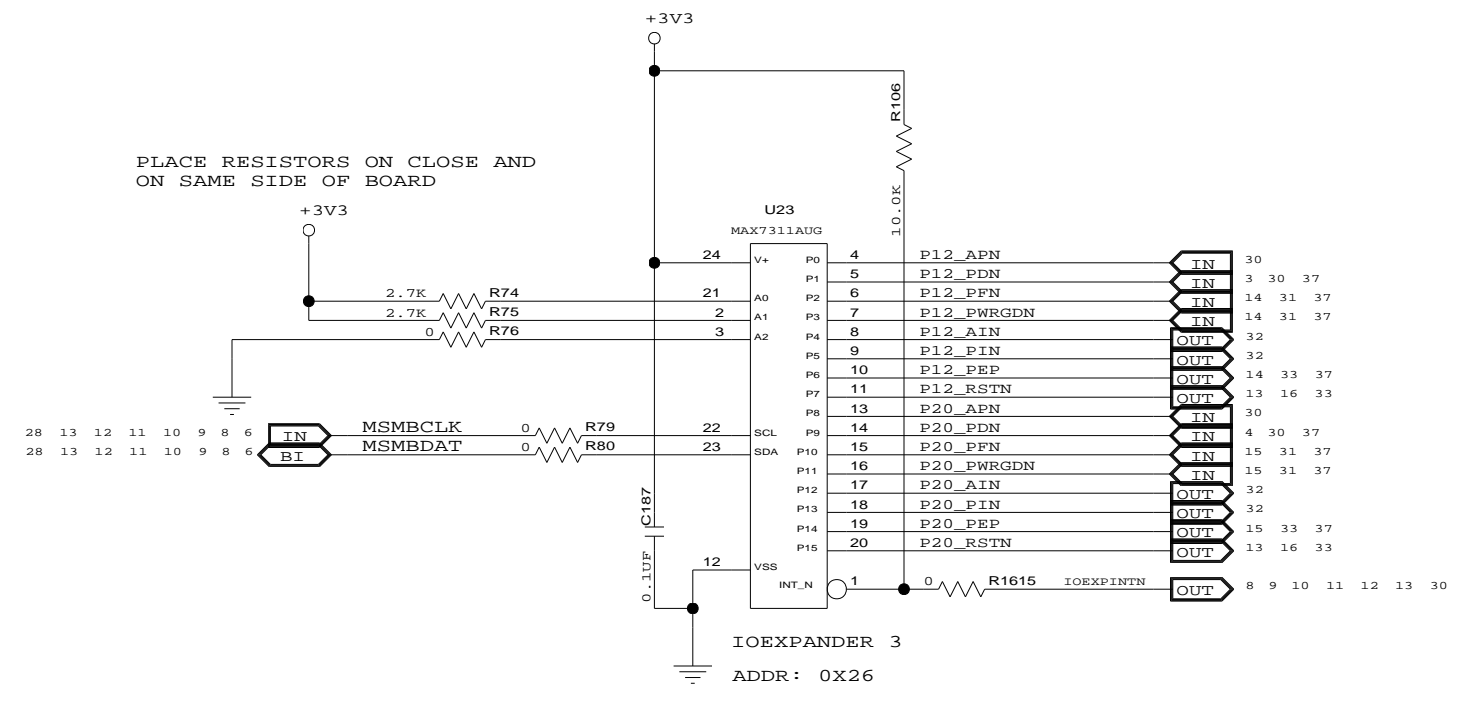 +3V3
R106
10.0K
PLACE RESISTORS ON CLOSE AND
ON SAME SIDE OF BOARD
+3V3
U23
MAX7311AUG
24 V+ P0 4 P12_APN IN 30
P1 5 P12_PDN IN 3 30 37
2.7K R74 21 A0 P2 6 P12_PFN IN 14 31 37
2.7K R75 2 A1 P3 7 P12_PWRGDN IN 14 31 37
0 R76 3 A2 P4 8 P12_AIN OUT 32
P5 9 P12_PIN OUT 32
P6 10 P12_PEP OUT 14 33 37
P7 11 P12_RSTN OUT 13 16 33
P8 13 P20_APN IN 30
28 13 12 11 10 9 8 6 IN MSMBCLK 0 R79 22 SCL P9 14 P20_PDN IN 4 30 37
28 13 12 11 10 9 8 6 BI MSMBDAT 0 R80 23 SDA P10 15 P20_PFN IN 15 31 37
P11 16 P20_PWRGDN IN 15 31 37
P12 17 P20_AIN OUT 32
P13 18 P20_PIN OUT 32
C187
P14 19 P20_PEP OUT 15 33 37
P15 20 P20_RSTN OUT 13 16 33
0.1UF
12 VSS
INT_N 1 0 R1615 IOEXPINTN OUT 8 9 10 11 12 13 30
IOEXPANDER 3
ADDR: 0X26